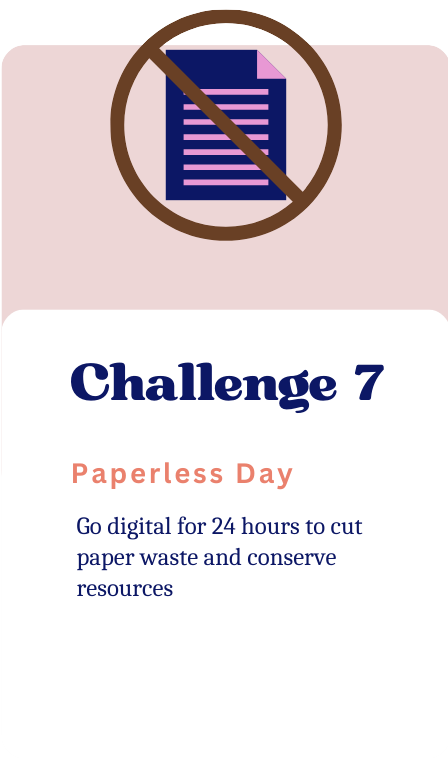 Challenge 7
Paperless Day
Go digital for 24 hours to cut
paper waste and conserve
resources